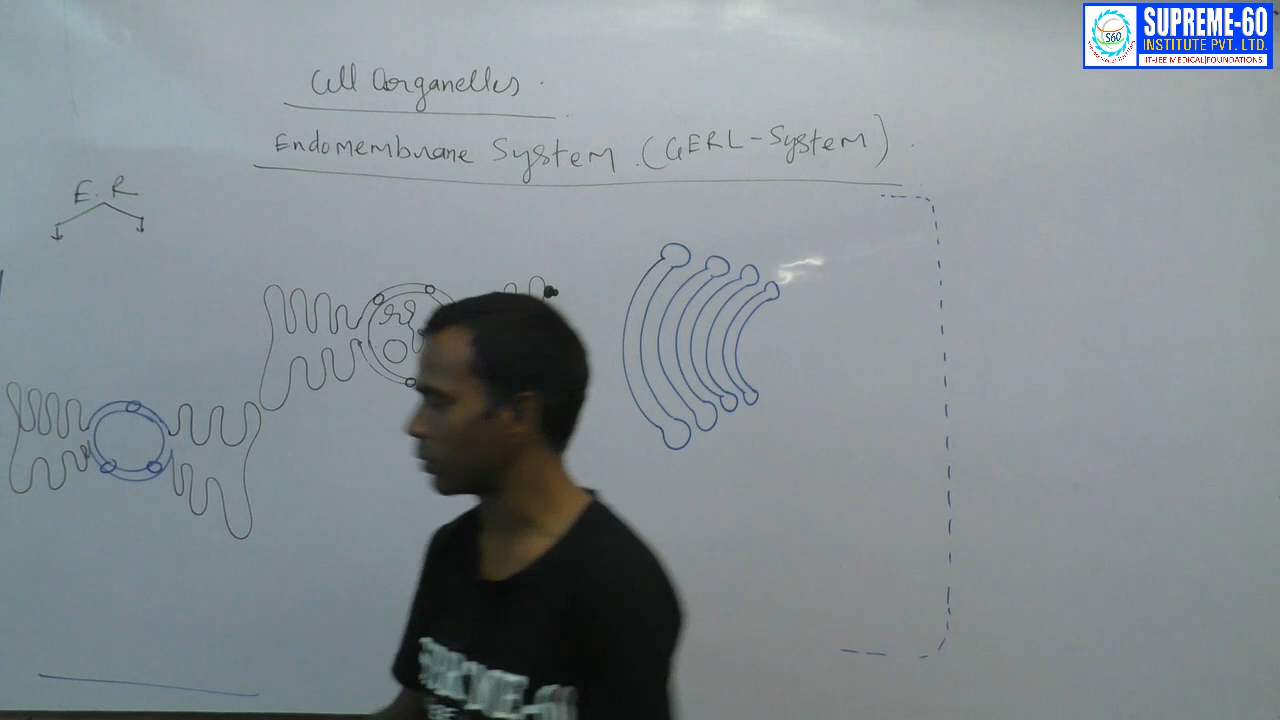 SUPREME-60
INSTITUTE PVT. LTD.
IIT-JEE|MEDICAL|FOUNDATIONS
S60
Cell Organelles.
Endomembrane System. (GERL-System).
E.R